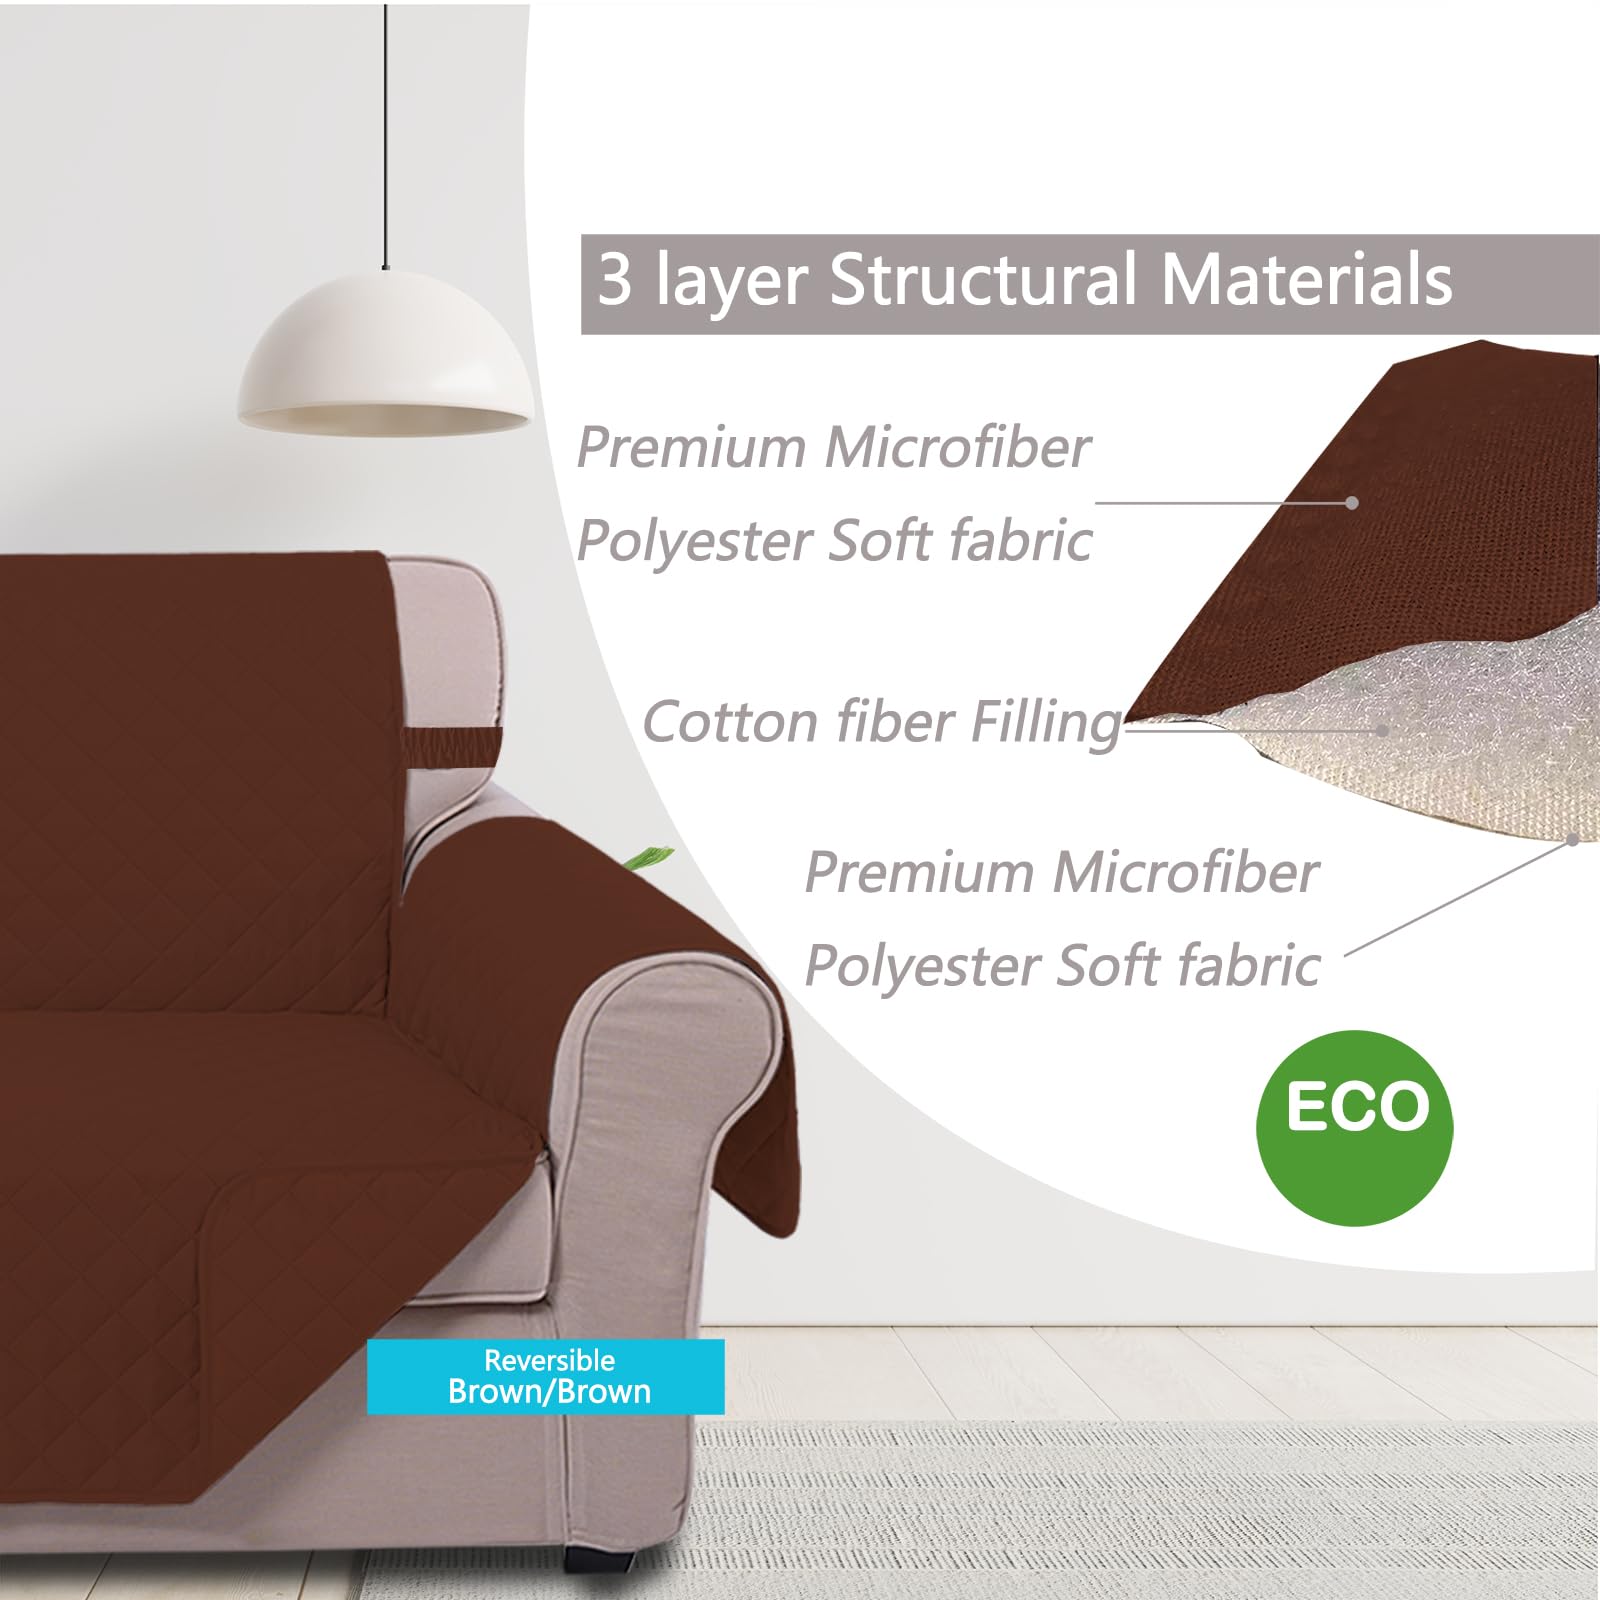 3 layer Structural Materials
Premium Microfiber
Polyester Soft fabric
Cotton fiber Filling
Premium Microfiber
Polyester Soft fabric
ECO
Reversible
Brown/Brown